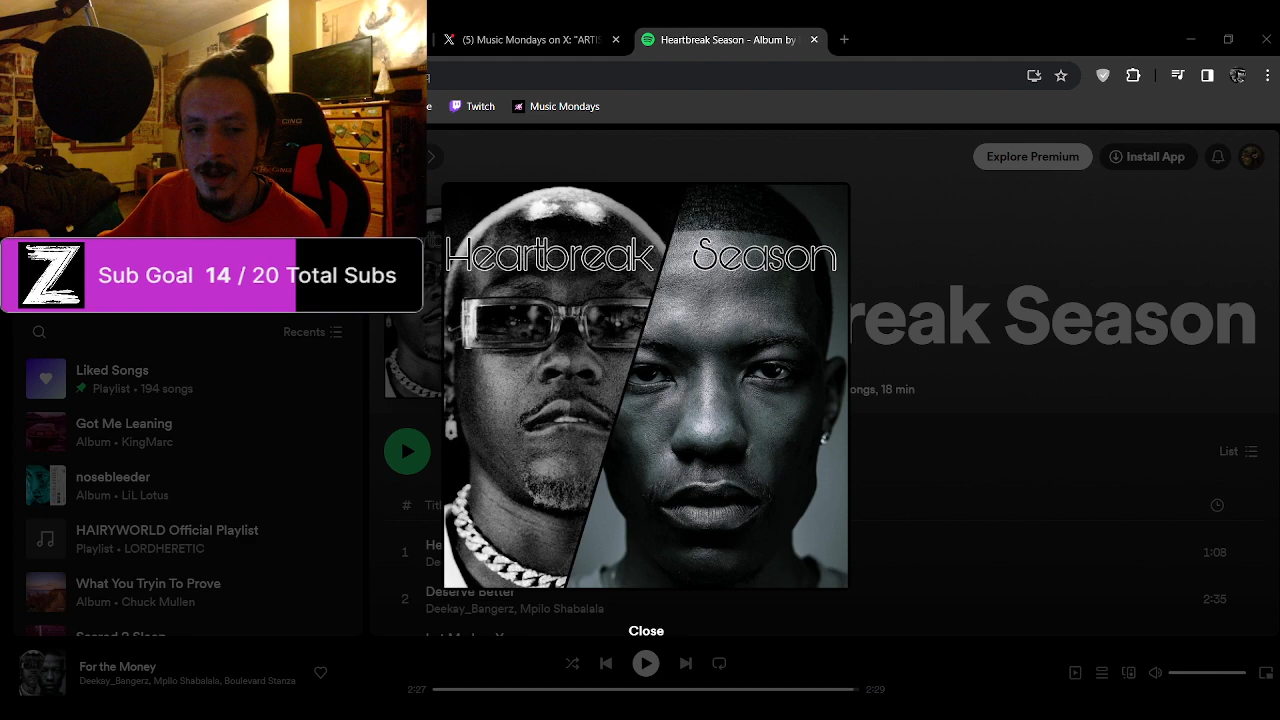 (5) Music Mondays on X: "ARTIS
Heartbreak Season - Album by
Twitch
Music Mondays
Explore Premium
Install App
Heartbreak Season
Sub Goal 14 / 20 Total Subs
reak Season
Recents
Liked Songs
Playlist • 194 songs
ongs, 18 min
Got Me Leaning
Album • KingMarc
List
nosebleeder
Album • LiL Lotus
#
HAIRYWORLD Official Playlist
Playlist • LORDHERETIC
1
He
De
1:08
What You Tryin To Prove
Album • Chuck Mullen
2
Deserve Better
Deekay_Bangerz, Mpilo Shabalala
2:35
Close
For the Money
Deekay_Bangerz, Mpilo Shabalala, Boulevard Stanza
2:27
2:29